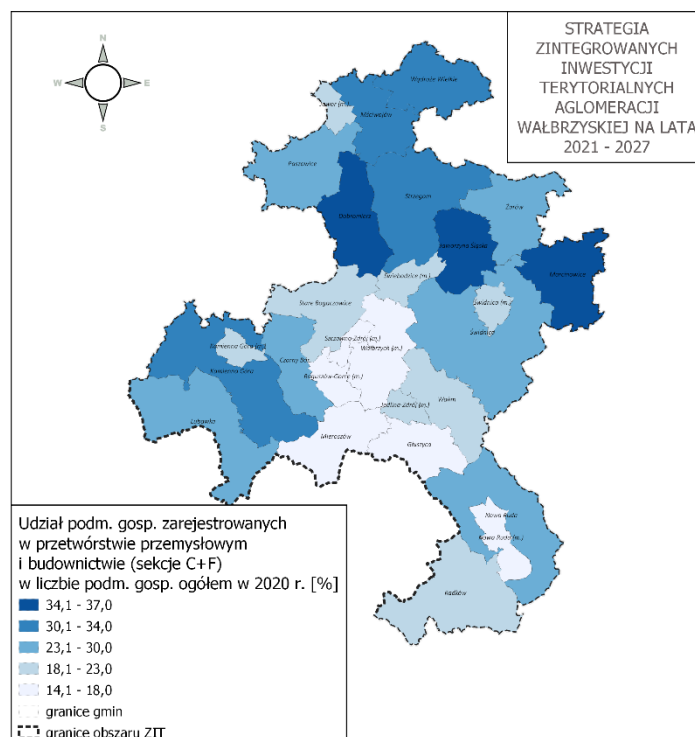 N
W
E
S
STRATEGIA
ZINTEGROWANYCH
INWESTYCJI
TERYTORIALNYCH
AGLOMERACJI
WAŁBRZYSKIEJ NA LATA
2021 - 2027
Wądroże Wielkie
Jawor (m.)
Mściwojów
Paszowice
Strzegom
Żarów
Dobromierz
Jaworzyna Śląska
Marcinowice
Świebodzice (m.)
Stare Bogaczowice
Świdnica (m.)
Świdnica
Szczawno-Zdrój (m.)
Wałbrzych (m.)
Kamienna Góra (m.)
Kamienna Góra
Czarny Bór
Boguszów-Gorce (m.)
Walim
Jedlina-Zdrój (m.)
Lubawka
Mieroszów
Głuszyca
Nowa Ruda
Nowa Ruda (m.)
Radków
Udział podm. gosp. zarejestrowanych
w przetwórstwie przemysłowym
i budownictwie (sekcje C+F)
w liczbie podm. gosp. ogółem w 2020 r. [%]
34,1 - 37,0
30,1 - 34,0
23,1 - 30,0
18,1 - 23,0
14,1 - 18,0
granice gmin
granice obszaru ZIT